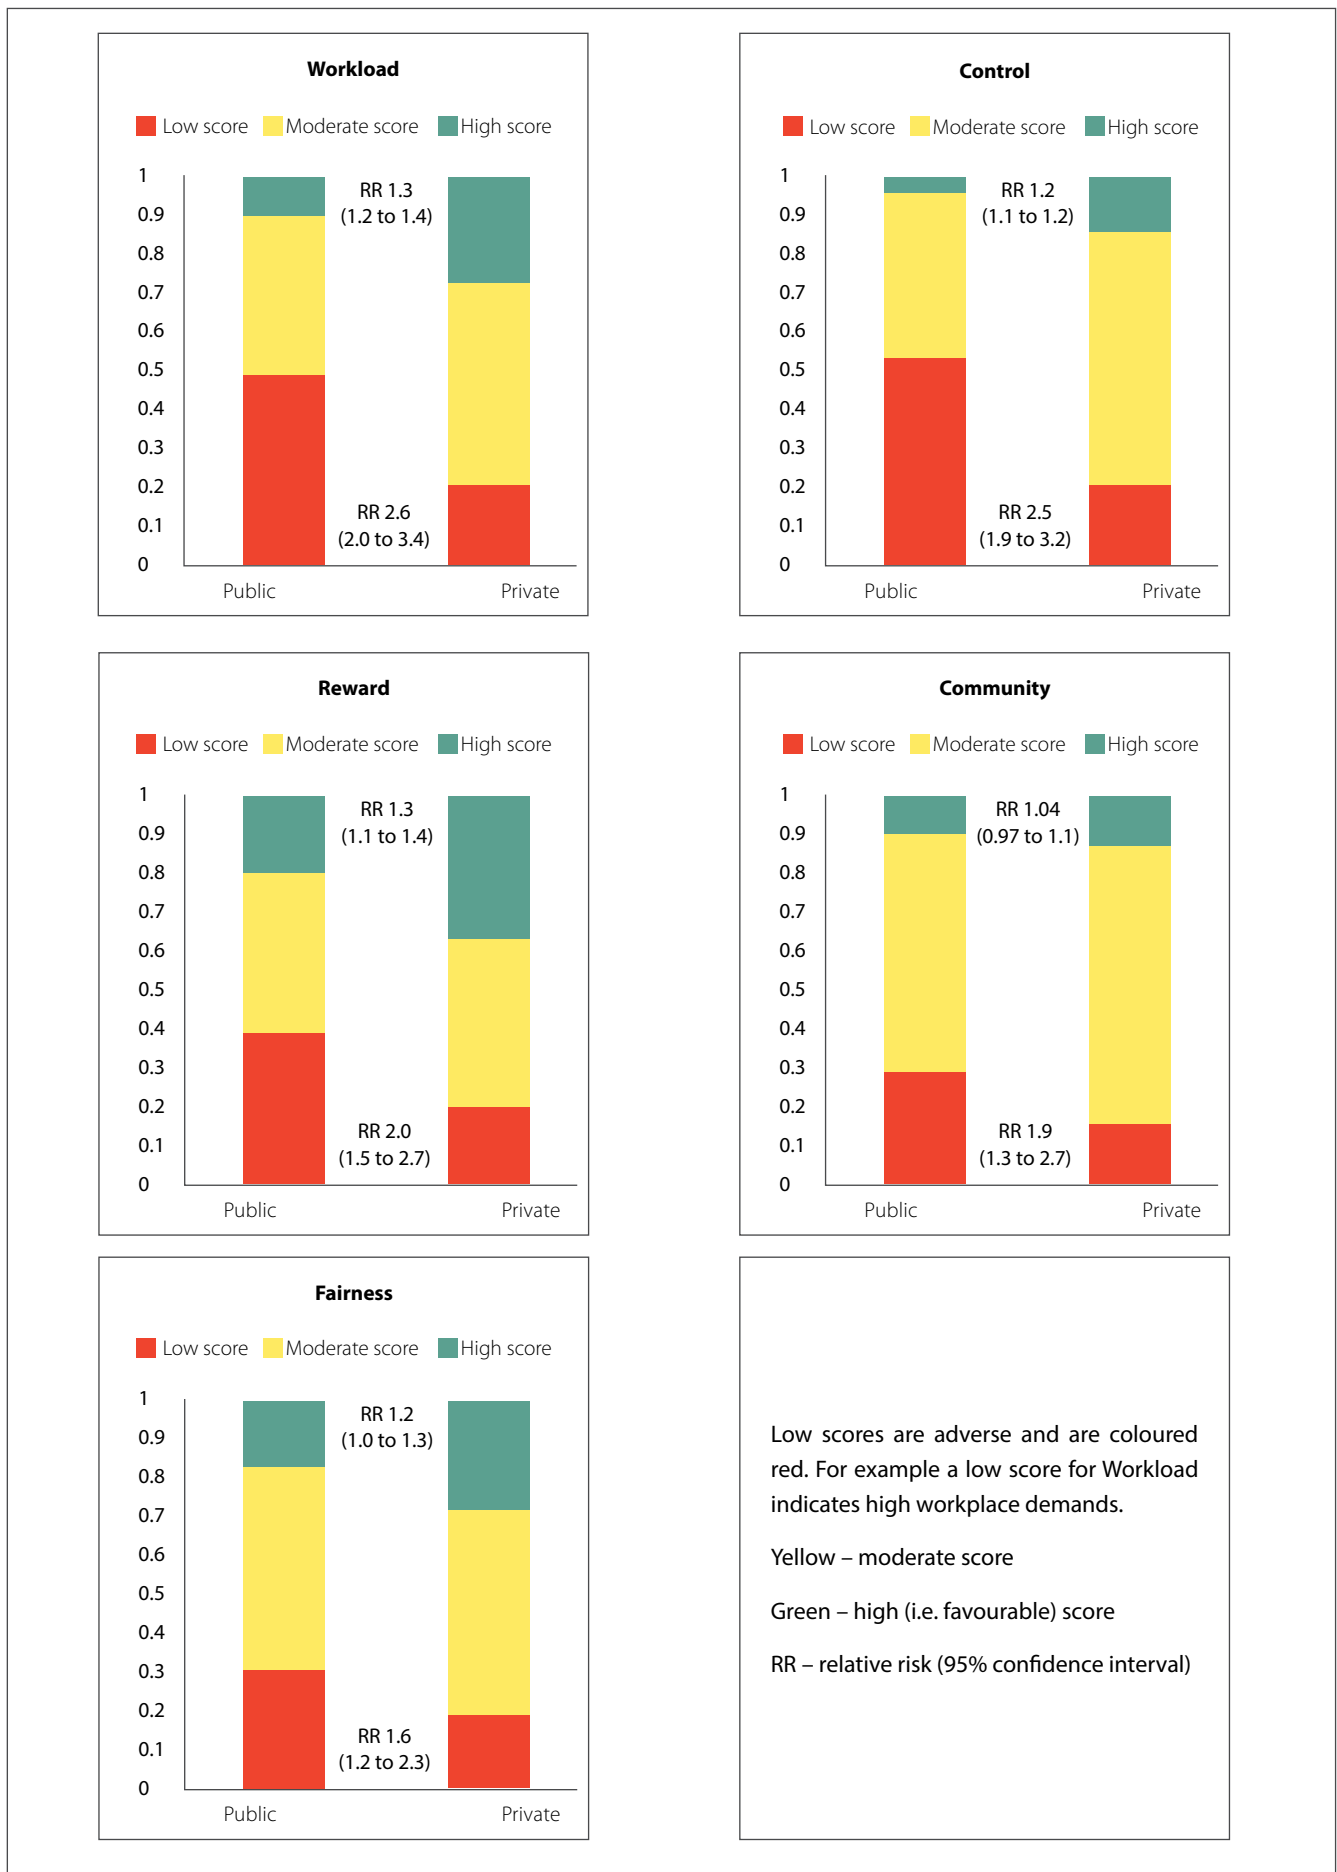 Workload
Low score Moderate score High score
1
0.9
0.8
0.7
0.6
0.5
0.4
0.3
0.2
0.1
0
RR 1.3
(1.2 to 1.4)
RR 2.6
(2.0 to 3.4)
Public Private
Control
Low score Moderate score High score
1
0.9
0.8
0.7
0.6
0.5
0.4
0.3
0.2
0.1
0
RR 1.2
(1.1 to 1.2)
RR 2.5
(1.9 to 3.2)
Public Private
Reward
Low score Moderate score High score
1
0.9
0.8
0.7
0.6
0.5
0.4
0.3
0.2
0.1
0
RR 1.3
(1.1 to 1.4)
RR 2.0
(1.5 to 2.7)
Public Private
Community
Low score Moderate score High score
1
0.9
0.8
0.7
0.6
0.5
0.4
0.3
0.2
0.1
0
RR 1.04
(0.97 to 1.1)
RR 1.9
(1.3 to 2.7)
Public Private
Fairness
Low score Moderate score High score
1
0.9
0.8
0.7
0.6
0.5
0.4
0.3
0.2
0.1
0
RR 1.2
(1.0 to 1.3)
RR 1.6
(1.2 to 2.3)
Public Private
Low scores are adverse and are coloured
red. For example a low score for Workload
indicates high workplace demands.
Yellow – moderate score
Green – high (i.e. favourable) score
RR – relative risk (95% confidence interval)